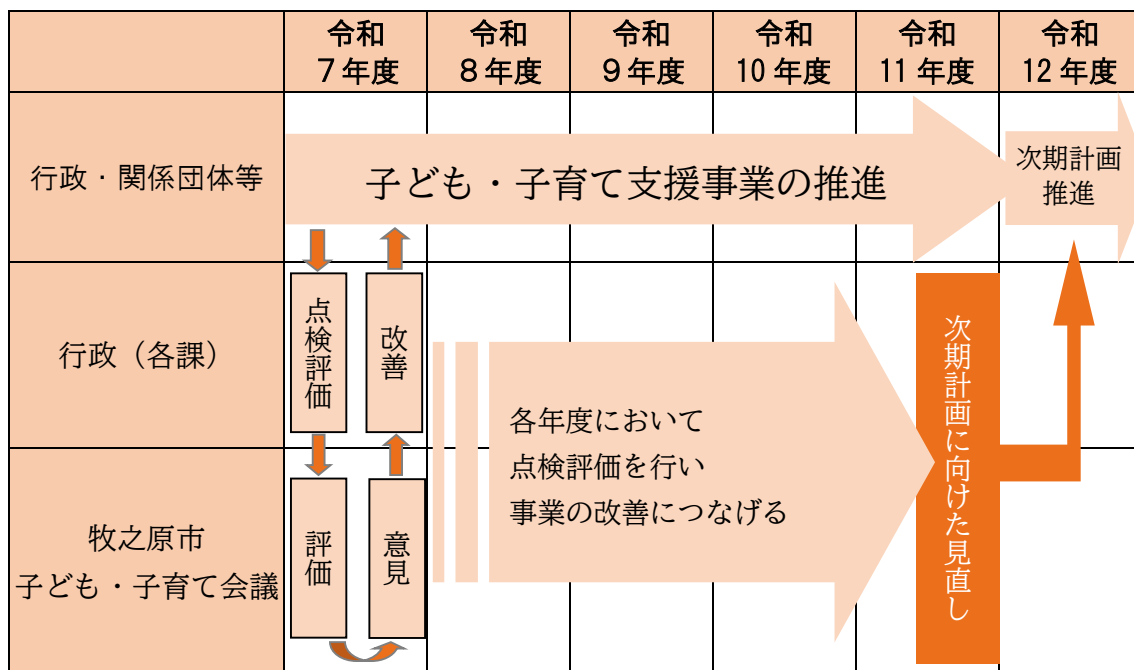 令和
7年度
令和
8年度
令和
9年度
令和
10年度
令和
11年度
令和
12年度
行政・関係団体等
子ども・子育て支援事業の推進
次期計画
推進
行政（各課）
点検評価
改善
各年度において
点検評価を行い
事業の改善につなげる
次期計画に向けた見直し
牧之原市
子ども・子育て会議
評価
意見